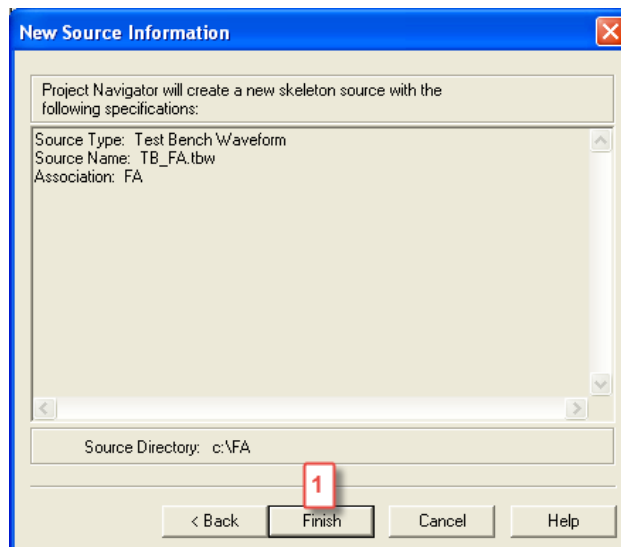 New Source Information
Project Navigator will create a new skeleton source with the
following specifications:
Source Type: Test Bench Waveform
Source Name: TB_FA.tbw
Association: FA
Source Directory: c:\FA
1
< Back Finish Cancel Help